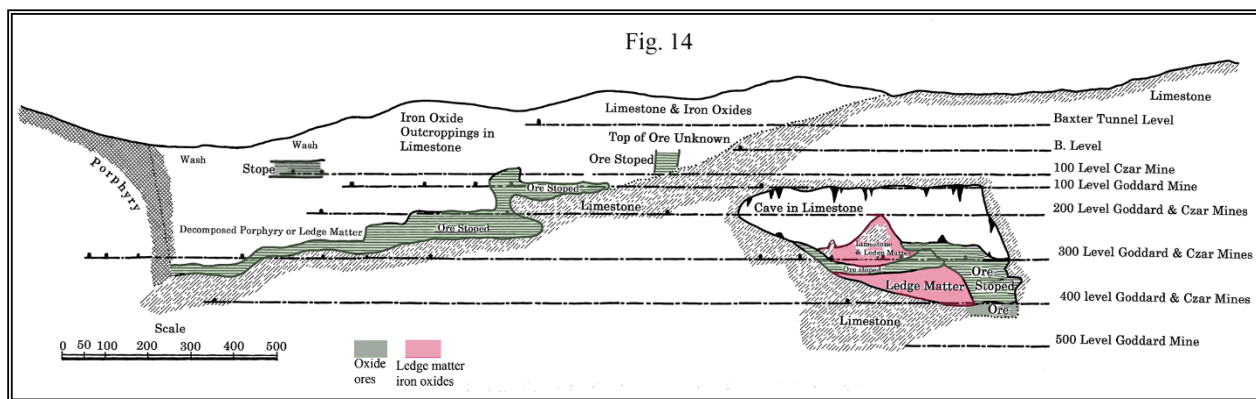 Fig. 14
Limestone
Limestone & Iron Oxides
Iron Oxide
Outcroppings in
Limestone
Baxter Tunnel Level
Top of Ore Unknown
Wash
Wash
B. Level
Ore Stoped
Stope
100 Level Czar Mine
Porphyry
Ore Stoped
100 Level Goddard Mine
Limestone
Cave in Limestone
200 Level Goddard & Czar Mines
Decomposed Porphyry or Ledge Matter
Ore Stoped
Limestone
& Ledge Matter
300 Level Goddard & Czar Mines
Ore stoped
Ore
Stoped
Ledge Matter
400 level Goddard & Czar Mines
Ore
Limestone
Scale
500 Level Goddard Mine
0 50 100 200 300 400 500
Oxide
ores
Ledge matter
iron oxides